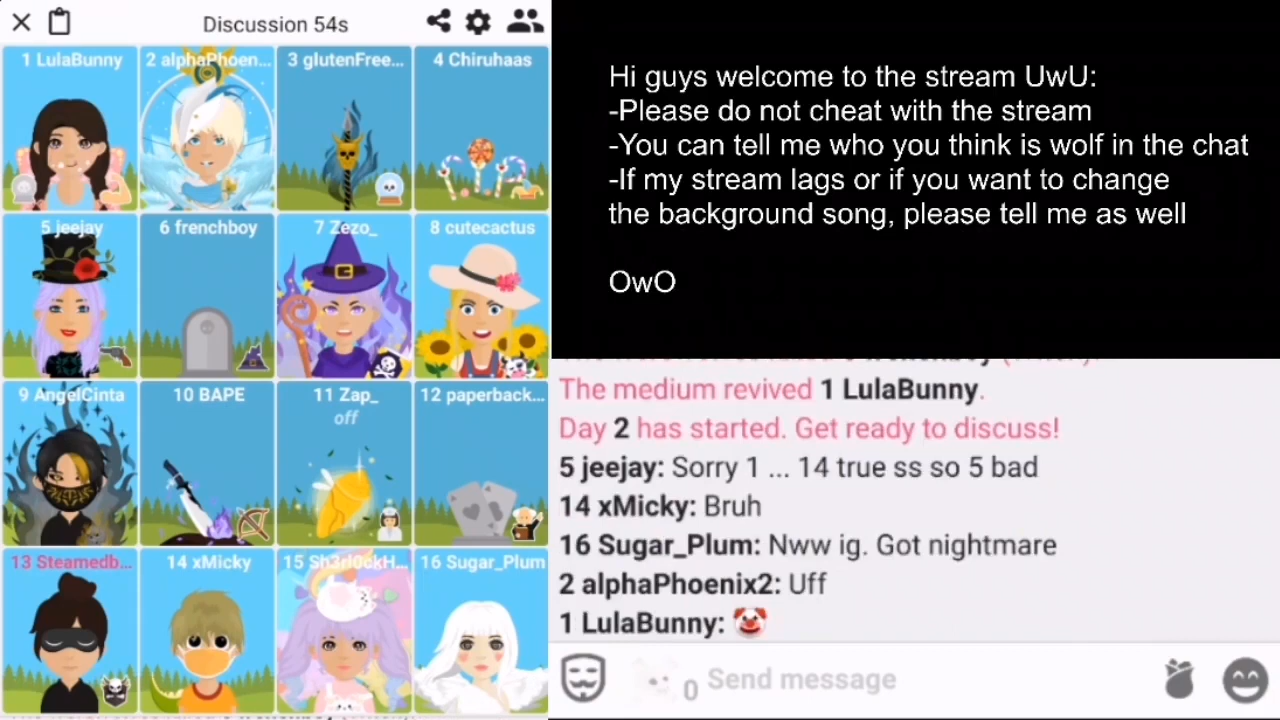 Discussion 54s
1 LulaBunny
2 alphaPhoen...
3 glutenFree...
4 Chiruhaas
5 jeejay
6 frenchboy
7 Zezo_
8 cutecactus
9 AngelCinta
10 BAPE
11 Zap_
off
12 paperback...
13 Steamedb...
14 xMicky
15 Sh3rl0ckH...
16 Sugar_Plum
Hi guys welcome to the stream UwU:
-Please do not cheat with the stream
-You can tell me who you think is wolf in the chat
-If my stream lags or if you want to change
the background song, please tell me as well
OwO
The medium revived 1 LulaBunny.
Day 2 has started. Get ready to discuss!
5 jeejay: Sorry 1 ... 14 true ss so 5 bad
14 xMicky: Bruh
16 Sugar_Plum: Nww ig. Got nightmare
2 alphaPhoenix2: Uff
1 LulaBunny: 🤡
0
Send message